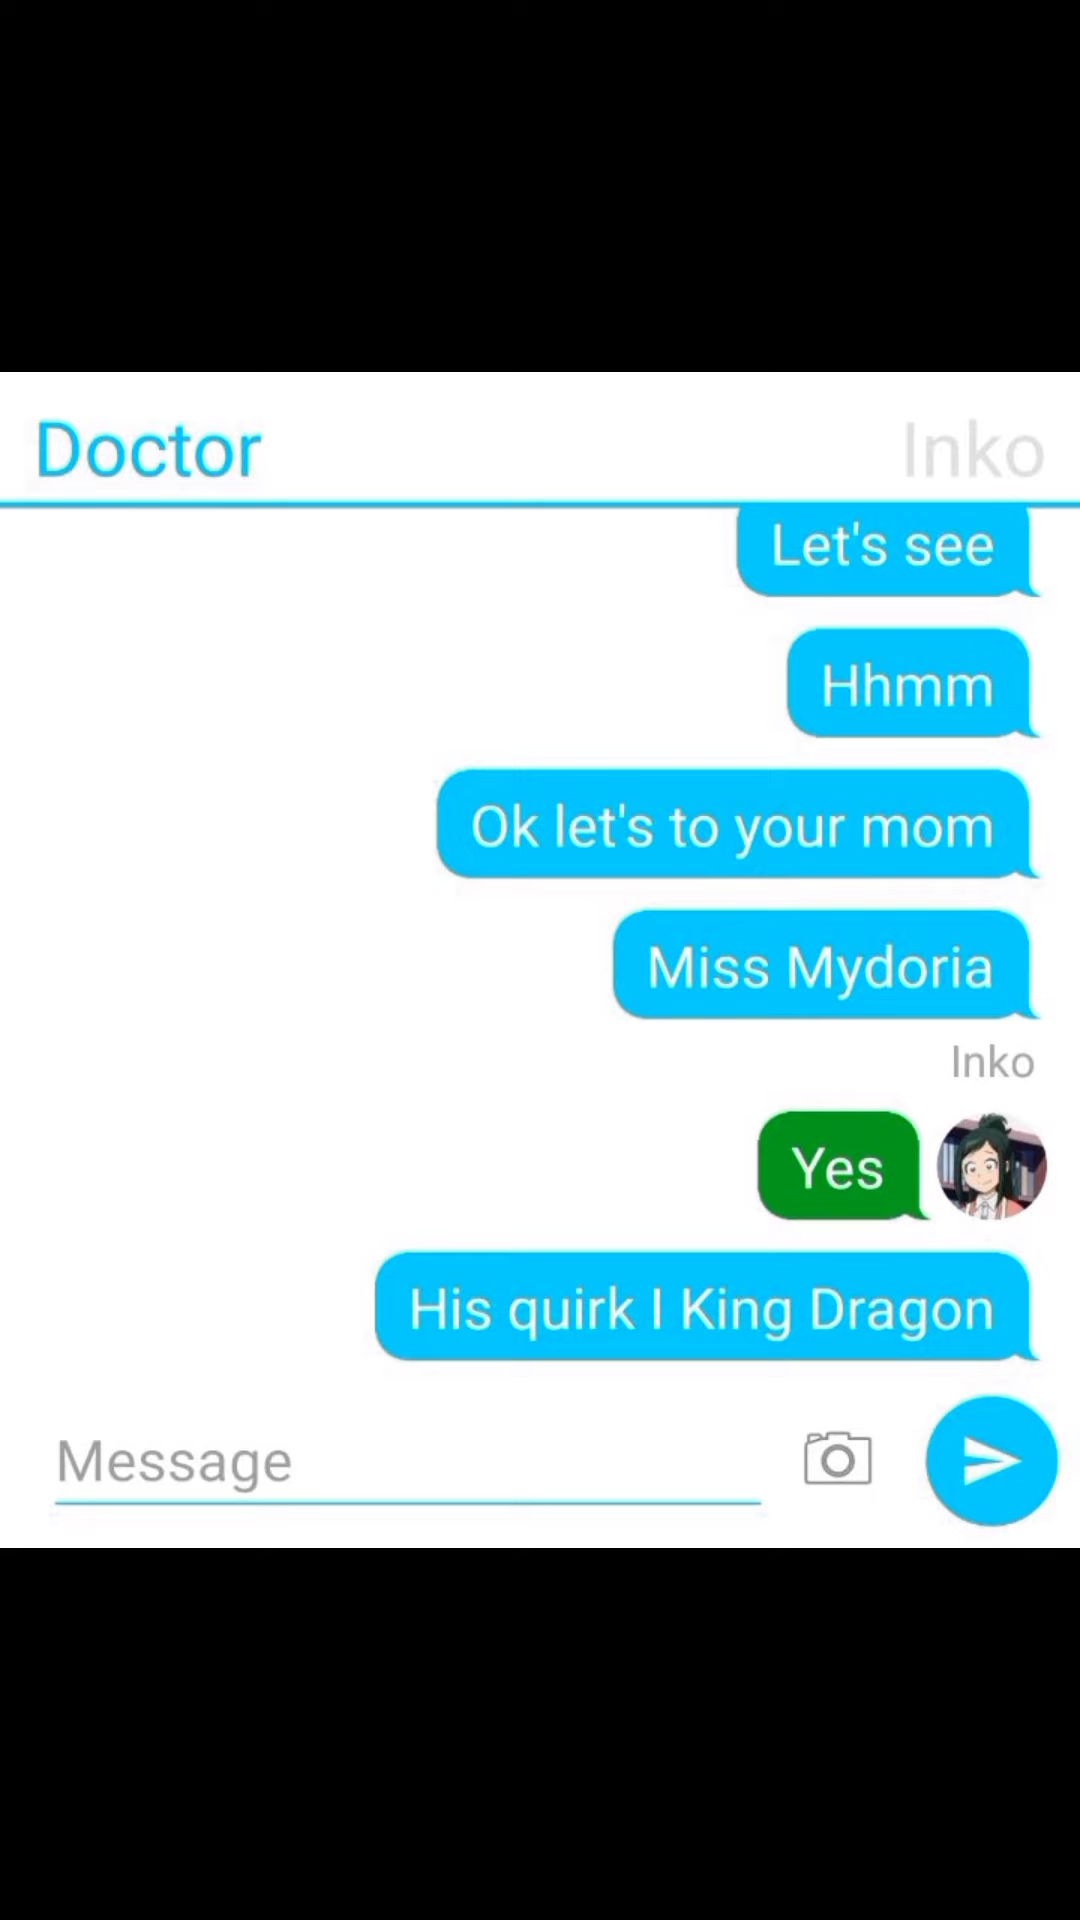 Doctor
Inko
Let's see
Hhmm
Ok let's to your mom
Miss Mydoria
Inko
Yes
His quirk I King Dragon
Message